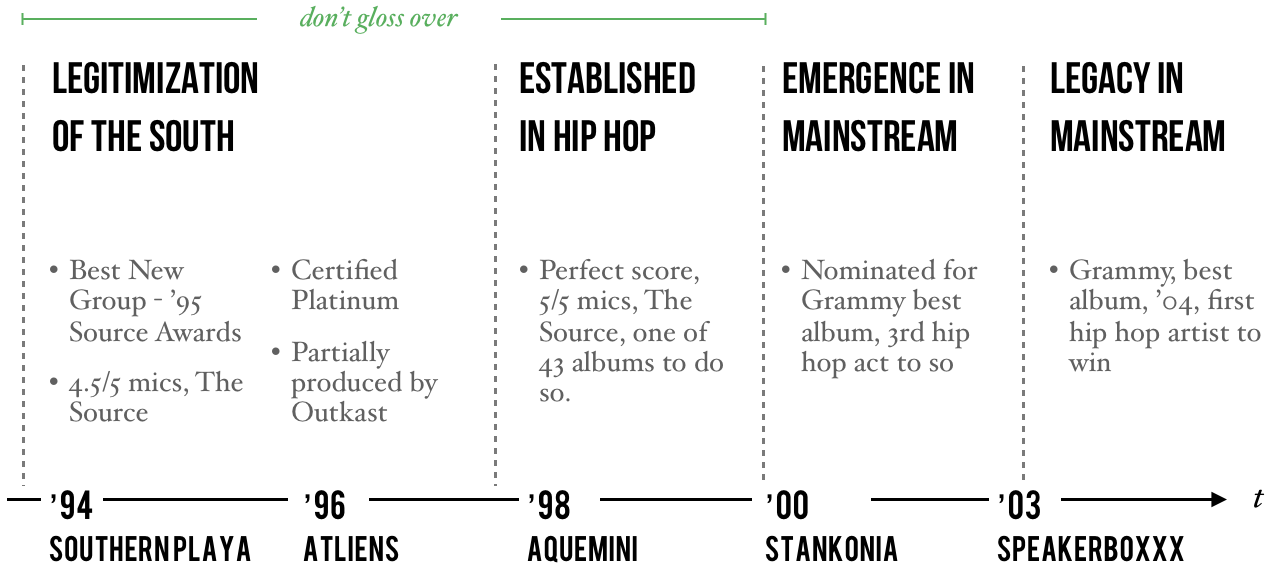 don’t gloss over
LEGITIMIZATION
OF THE SOUTH
• Best New
Group - ’95
Source Awards
• 4.5/5 mics, The
Source
• Certified
Platinum
• Partially
produced by
Outkast
ESTABLISHED
IN HIP HOP
• Perfect score,
5/5 mics, The
Source, one of
43 albums to do
so.
EMERGENCE IN
MAINSTREAM
• Nominated for
Grammy best
album, 3rd hip
hop act to so
LEGACY IN
MAINSTREAM
• Grammy, best
album, ’04, first
hip hop artist to
win
’94
SOUTHERNPLAYA
’96
ATLIENS
’98
AQUEMINI
’00
STANKONIA
’03
SPEAKERBOXXX
t